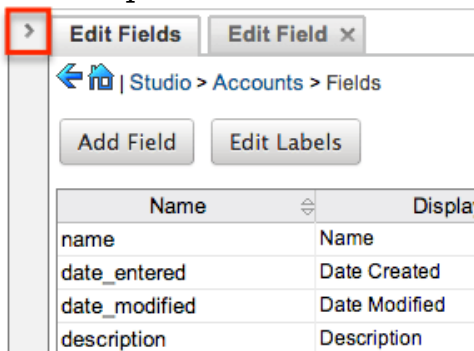 Edit Fields Edit Field ×
| Studio > Accounts > Fields
Add Field Edit Labels
Name Displa
name Name
date_entered Date Created
date_modified Date Modified
description Description